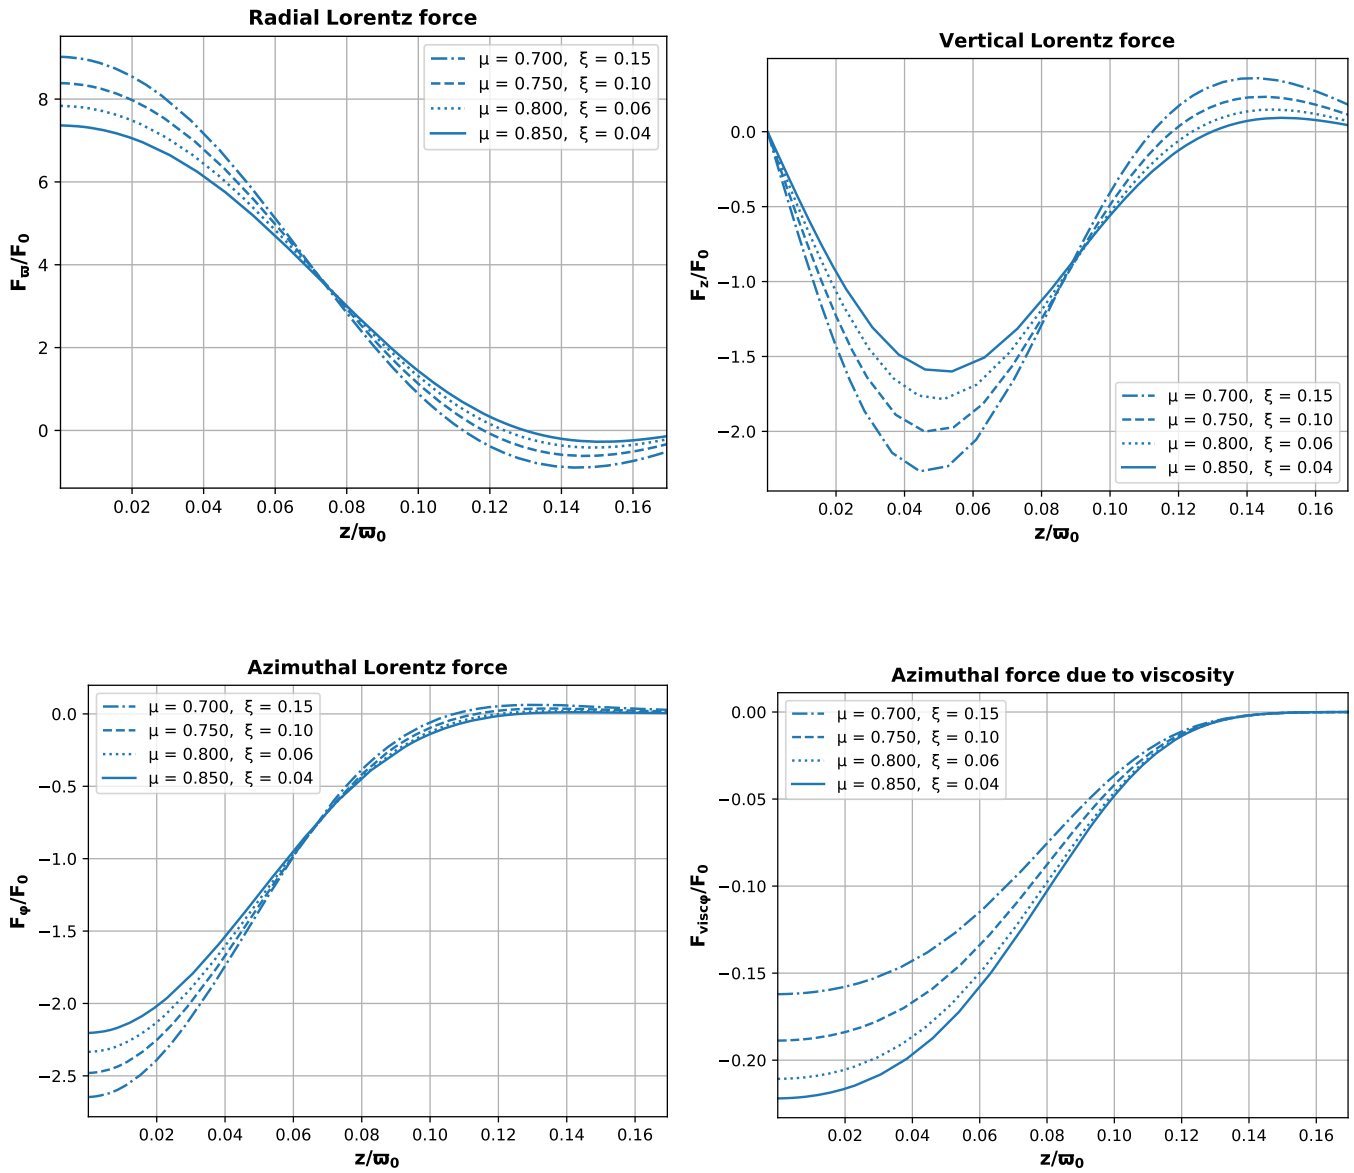 Radial Lorentz force
μ = 0.700, ξ = 0.15
μ = 0.750, ξ = 0.10
μ = 0.800, ξ = 0.06
μ = 0.850, ξ = 0.04
8
6
4
2
0
F_ϖ/F_0
0.02 0.04 0.06 0.08 0.10 0.12 0.14 0.16
z/ϖ_0
Vertical Lorentz force
0.0
−0.5
−1.0
−1.5
−2.0
F_z/F_0
μ = 0.700, ξ = 0.15
μ = 0.750, ξ = 0.10
μ = 0.800, ξ = 0.06
μ = 0.850, ξ = 0.04
0.02 0.04 0.06 0.08 0.10 0.12 0.14 0.16
z/ϖ_0
Azimuthal Lorentz force
μ = 0.700, ξ = 0.15
μ = 0.750, ξ = 0.10
μ = 0.800, ξ = 0.06
μ = 0.850, ξ = 0.04
0.0
−0.5
−1.0
−1.5
−2.0
−2.5
F_φ/F_0
0.02 0.04 0.06 0.08 0.10 0.12 0.14 0.16
z/ϖ_0
Azimuthal force due to viscosity
μ = 0.700, ξ = 0.15
μ = 0.750, ξ = 0.10
μ = 0.800, ξ = 0.06
μ = 0.850, ξ = 0.04
0.00
−0.05
−0.10
−0.15
−0.20
F_viscφ/F_0
0.02 0.04 0.06 0.08 0.10 0.12 0.14 0.16
z/ϖ_0